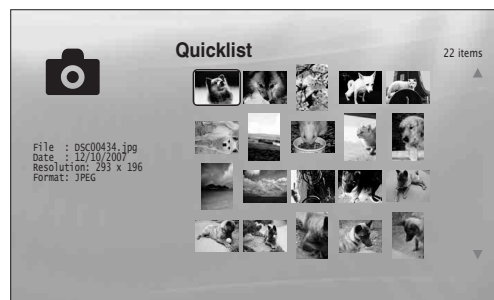 Quicklist
22 items
File : DSC00434.jpg
Date : 12/10/2007
Resolution: 293 x 196
Format: JPEG